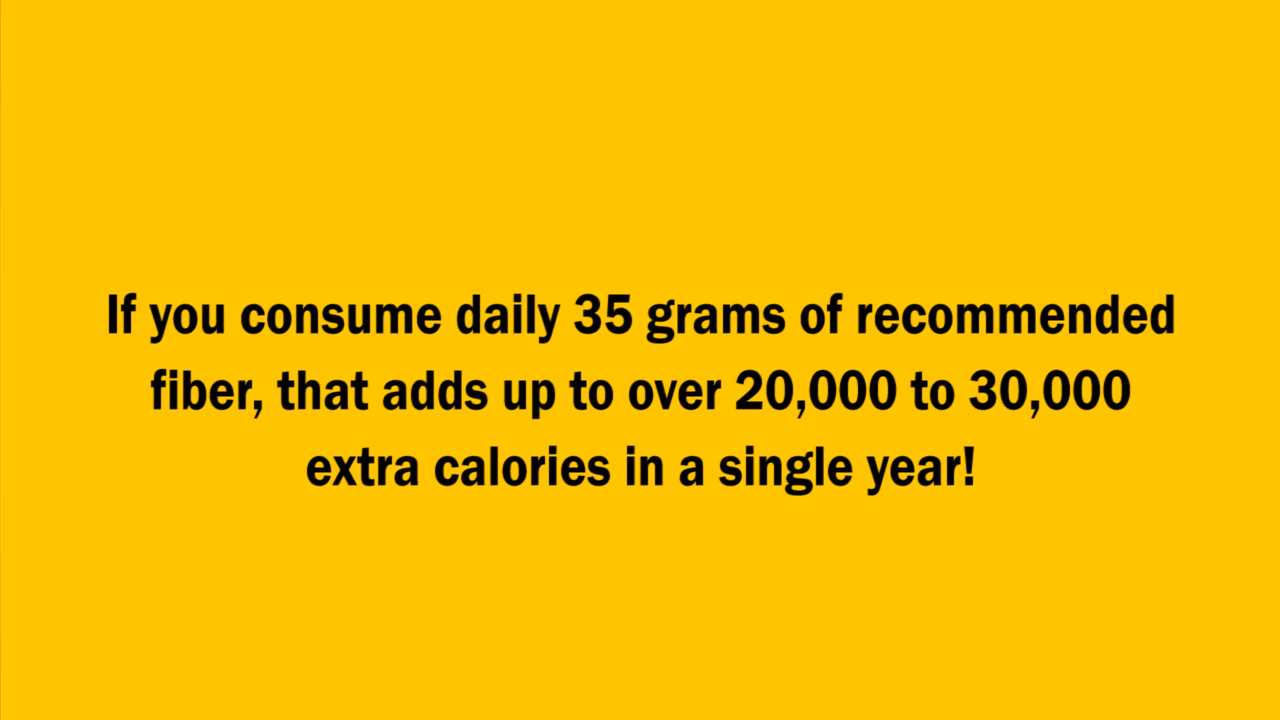 If you consume daily 35 grams of recommended
fiber, that adds up to over 20,000 to 30,000
extra calories in a single year!